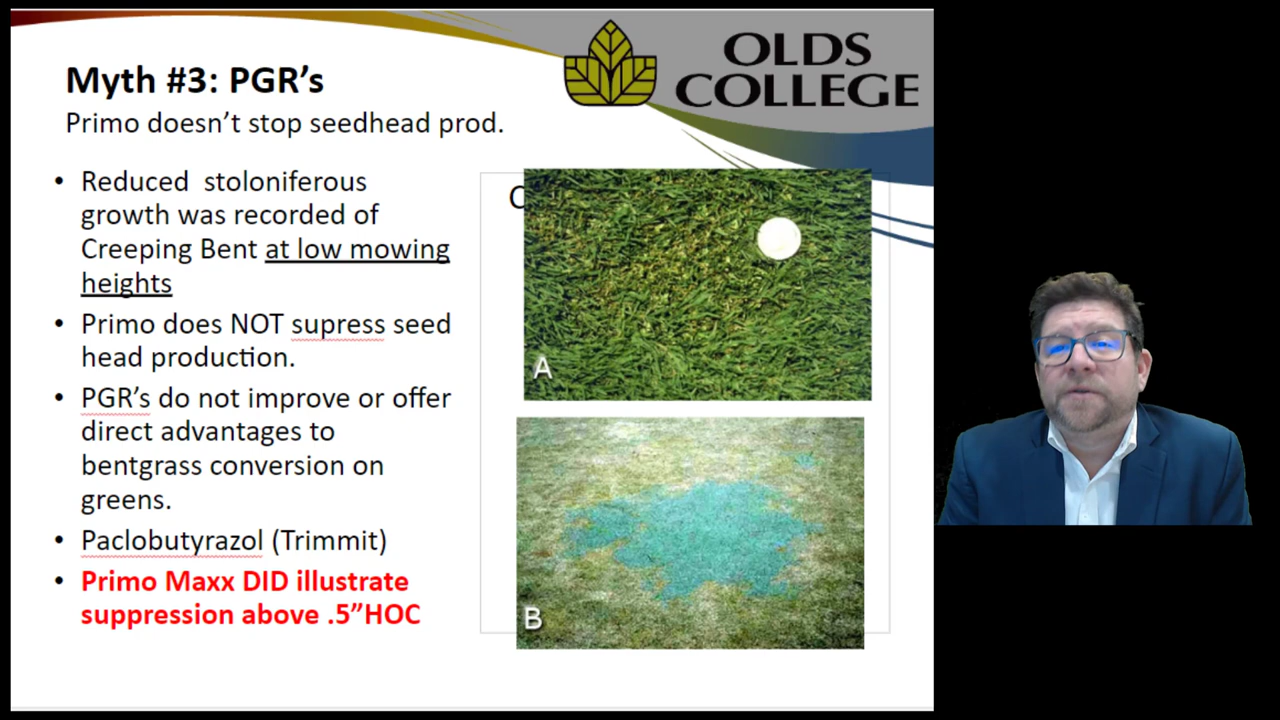 OLDS
COLLEGE
Myth #3: PGR's
Primo doesn't stop seedhead prod.
• Reduced stoloniferous
growth was recorded of
Creeping Bent at low mowing
heights
• Primo does NOT supress seed
head production.
• PGR's do not improve or offer
direct advantages to
bentgrass conversion on
greens.
• Paclobutyrazol (Trimmit)
• Primo Maxx DID illustrate
suppression above .5”HOC
A
B